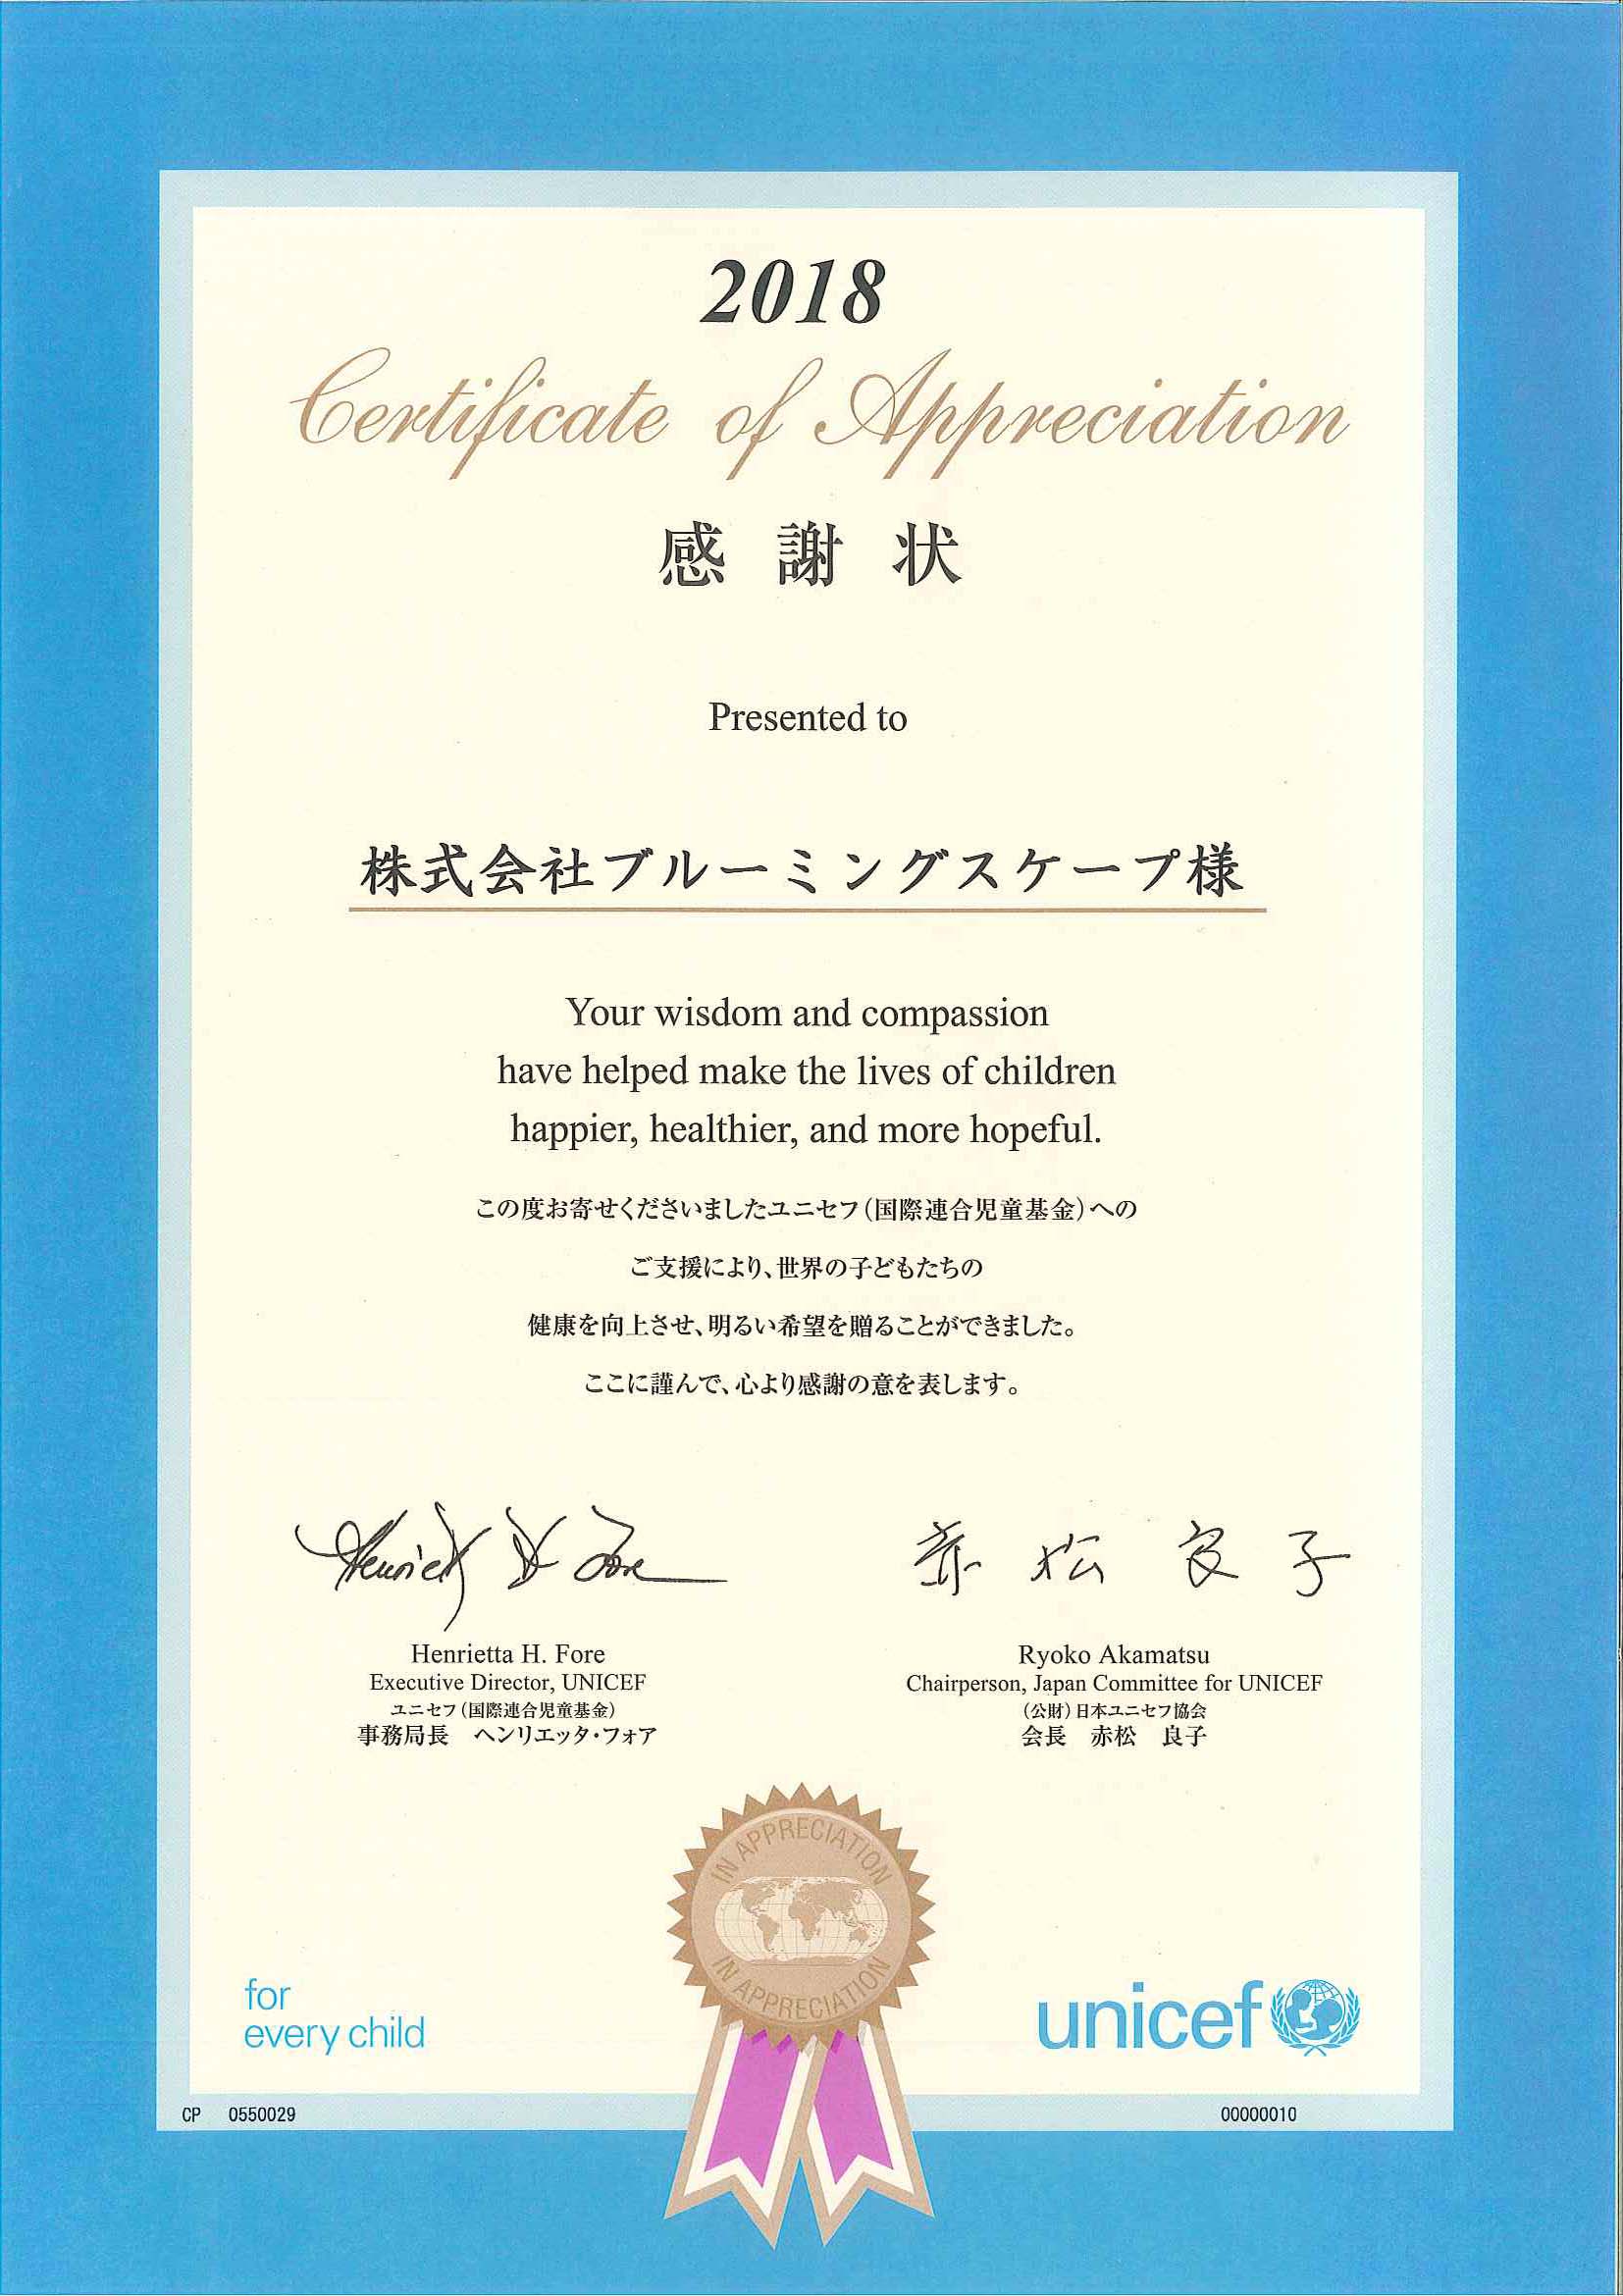 2018
Certificate of Appreciation
感謝状
Presented to
株式会社ブルーミングスケープ様
Your wisdom and compassion
have helped make the lives of children
happier, healthier, and more hopeful.
この度お寄せくださいましたユニセフ(国際連合児童基金)への
ご支援により、世界の子どもたちの
健康を向上させ、明るい希望を贈ることができました。
ここに謹んで、心より感謝の意を表します。
Henriett H Fore
赤松良子
Henrietta H. Fore
Executive Director, UNICEF
ユニセフ(国際連合児童基金)
事務局長 ヘンリエッタ・フォア
Ryoko Akamatsu
Chairperson, Japan Committee for UNICEF
(公財)日本ユニセフ協会
会長 赤松 良子
IN APPRECIATION
IN APPRECIATION
for
every child
unicef
CP 0550029
00000010